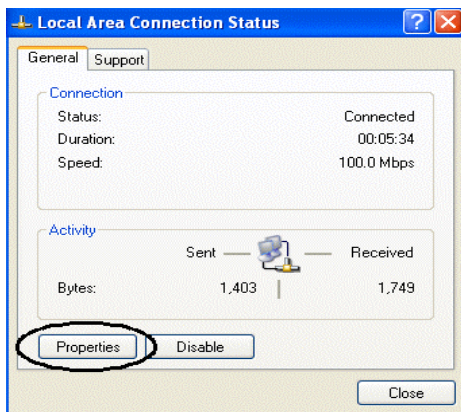 Local Area Connection Status
General Support
Connection
Status: Connected
Duration: 00:05:34
Speed: 100.0 Mbps
Activity
Sent Received
Bytes: 1,403 1,749
Properties Disable
Close